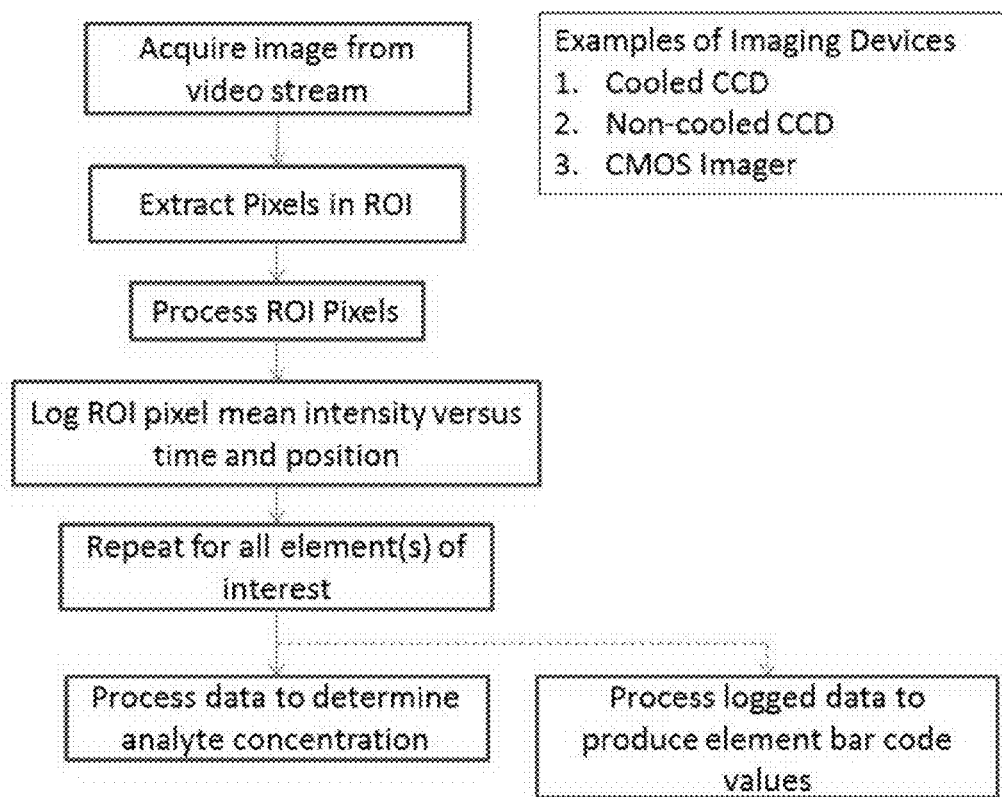 Acquire image from
video stream
Examples of Imaging Devices
1. Cooled CCD
2. Non-cooled CCD
3. CMOS Imager
Extract Pixels in ROI
Process ROI Pixels
Log ROI pixel mean intensity versus
time and position
Repeat for all element(s) of
interest
Process data to determine
analyte concentration
Process logged data to
produce element bar code
values